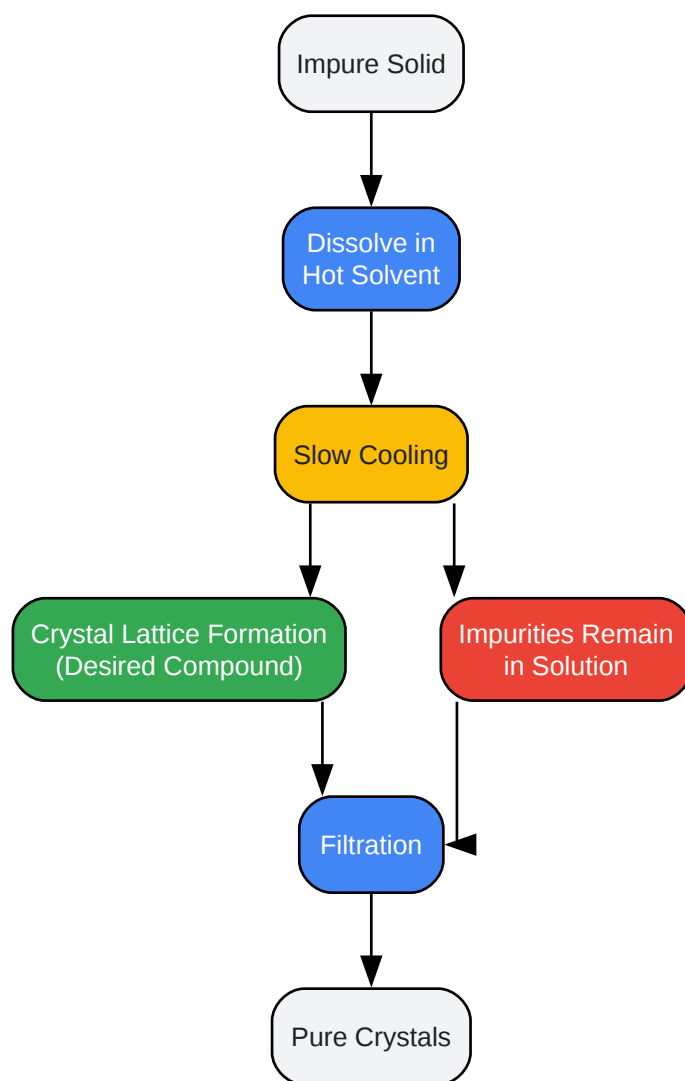 Impure Solid
Dissolve in
Hot Solvent
Slow Cooling
Crystal Lattice Formation
(Desired Compound)
Impurities Remain
in Solution
Filtration
Pure Crystals